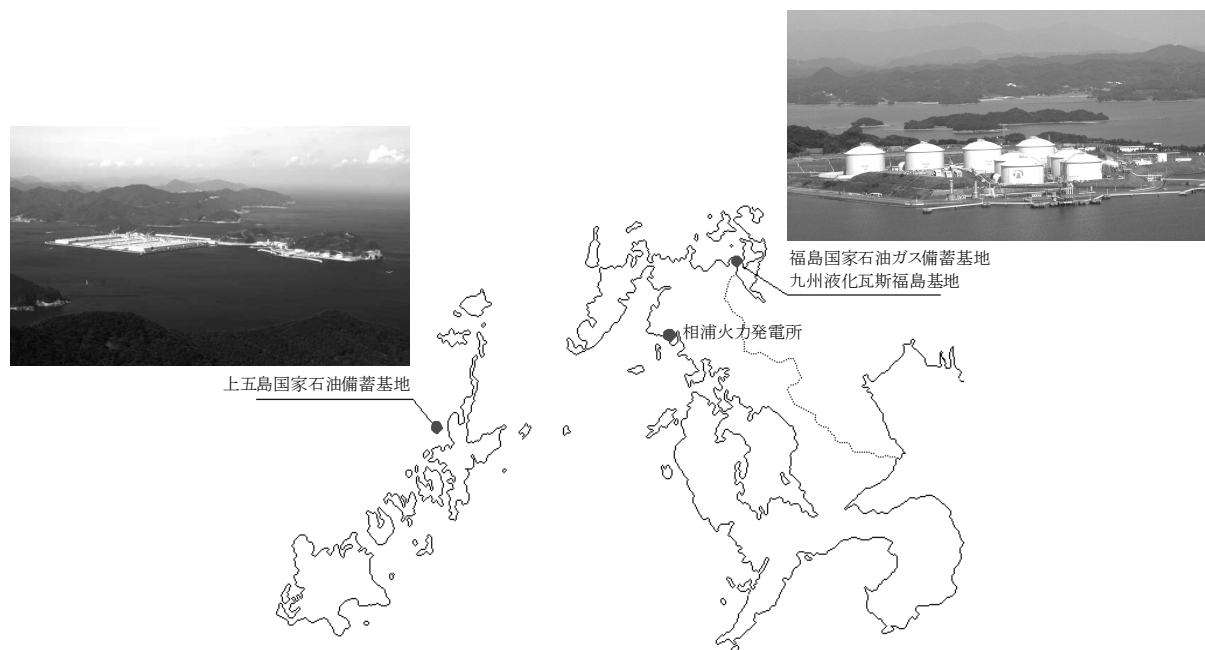 福島国家石油ガス備蓄基地
九州液化瓦斯福島基地
相浦火力発電所
上五島国家石油備蓄基地